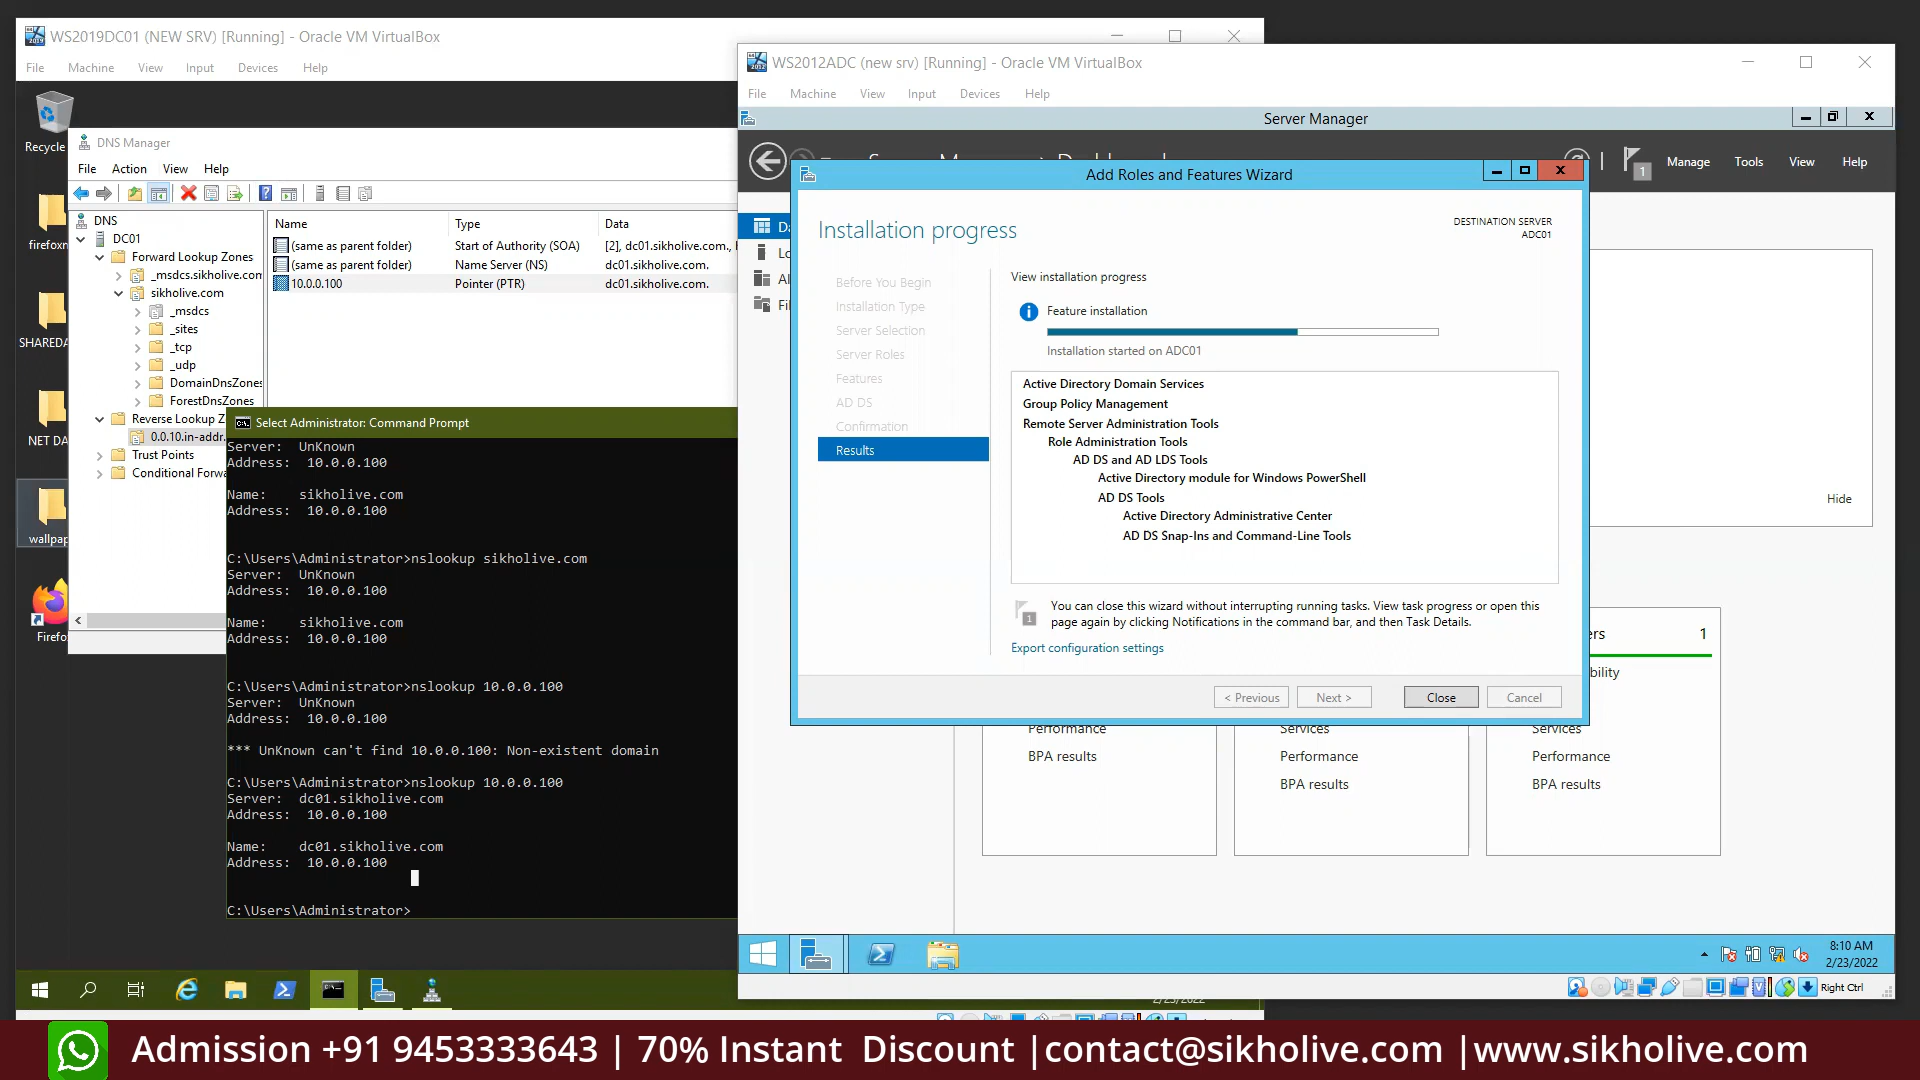 WS2019DC01 (NEW SRV) [Running] - Oracle VM VirtualBox
File Machine View Input Devices Help
Recycle
firefoxn
SHAREDA
NET DA
wallpap
Firefo
DNS Manager
File Action View Help
DNS
DC01
Forward Lookup Zones
_msdcs.sikholive.com
sikholive.com
_msdcs
_sites
_tcp
_udp
DomainDnsZones
ForestDnsZones
Reverse Lookup Z
0.0.10.in-addr.
Trust Points
Conditional Forwa
Name Type Data
(same as parent folder) Start of Authority (SOA) [2], dc01.sikholive.com.,
(same as parent folder) Name Server (NS) dc01.sikholive.com.
10.0.0.100 Pointer (PTR) dc01.sikholive.com.
Select Administrator: Command Prompt
Server: UnKnown
Address: 10.0.0.100
Name: sikholive.com
Address: 10.0.0.100
C:\Users\Administrator>nslookup sikholive.com
Server: UnKnown
Address: 10.0.0.100
Name: sikholive.com
Address: 10.0.0.100
C:\Users\Administrator>nslookup 10.0.0.100
Server: UnKnown
Address: 10.0.0.100
*** UnKnown can't find 10.0.0.100: Non-existent domain
C:\Users\Administrator>nslookup 10.0.0.100
Server: dc01.sikholive.com
Address: 10.0.0.100
Name: dc01.sikholive.com
Address: 10.0.0.100
C:\Users\Administrator>
WS2012ADC (new srv) [Running] - Oracle VM VirtualBox
File Machine View Input Devices Help
Server Manager
1 Manage Tools View Help
Add Roles and Features Wizard
Installation progress
DESTINATION SERVER
ADC01
Before You Begin
Installation Type
Server Selection
Server Roles
Features
AD DS
Confirmation
Results
View installation progress
Feature installation
Installation started on ADC01
Active Directory Domain Services
Group Policy Management
Remote Server Administration Tools
Role Administration Tools
AD DS and AD LDS Tools
Active Directory module for Windows PowerShell
AD DS Tools
Active Directory Administrative Center
AD DS Snap-Ins and Command-Line Tools
1 You can close this wizard without interrupting running tasks. View task progress or open this
page again by clicking Notifications in the command bar, and then Task Details.
Export configuration settings
< Previous Next > Close Cancel
Hide
ers 1
bility
Performance
BPA results
Services
Performance
BPA results
Services
Performance
BPA results
8:10 AM
2/23/2022
Right Ctrl
Admission +91 9453333643 | 70% Instant Discount |contact@sikholive.com |www.sikholive.com